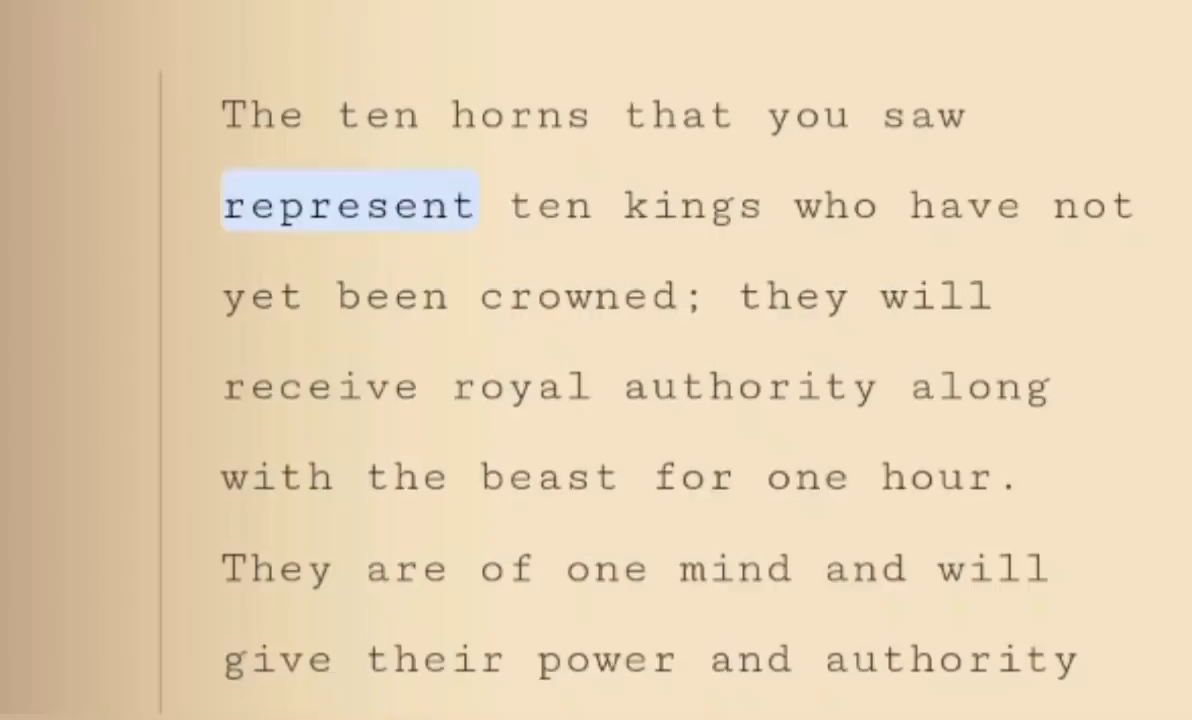 The ten horns that you saw
represent ten kings who have not
yet been crowned; they will
receive royal authority along
with the beast for one hour.
They are of one mind and will
give their power and authority